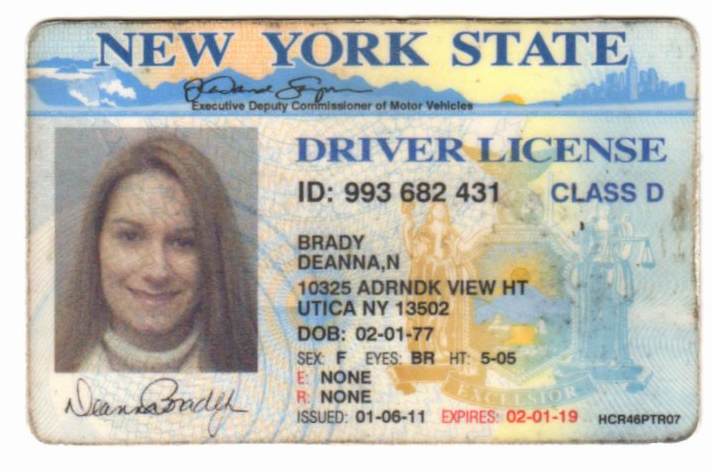 NEW YORK STATE
Executive Deputy Commissioner of Motor Vehicles
DRIVER LICENSE
ID: 993 682 431 CLASS D
BRADY
DEANNA,N
10325 ADRNDK VIEW HT
UTICA NY 13502
DOB: 02-01-77
SEX: F EYES: BR HT: 5-05
E: NONE
R: NONE
ISSUED: 01-06-11 EXPIRES: 02-01-19 HCR46PTR07
EXCELSIOR
Deanna Brady